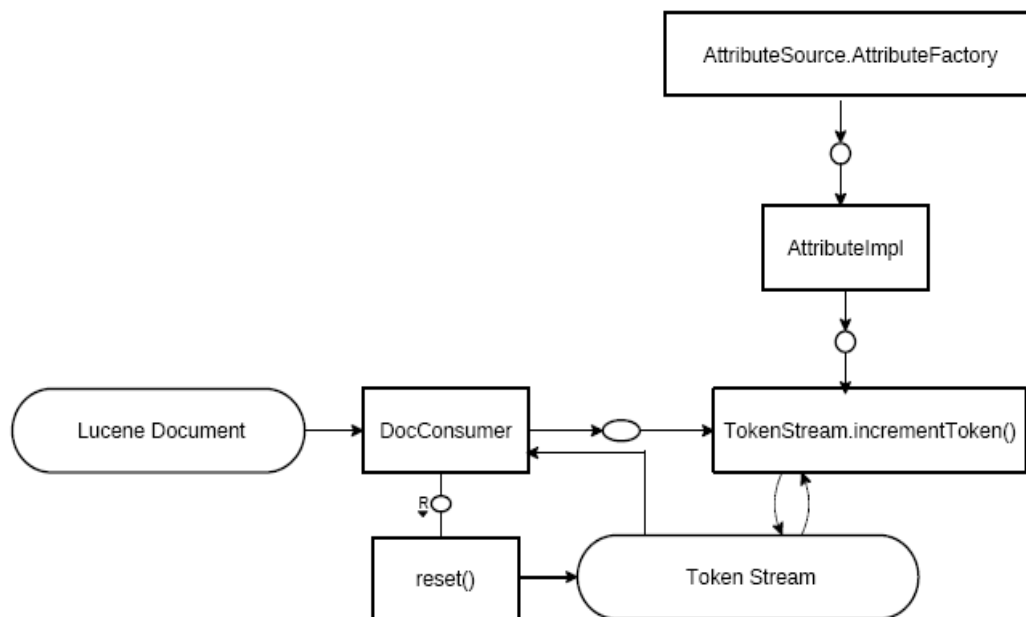 AttributeSource.AttributeFactory
AttributeImpl
Lucene Document
DocConsumer
TokenStream.incrementToken()
R
reset()
Token Stream